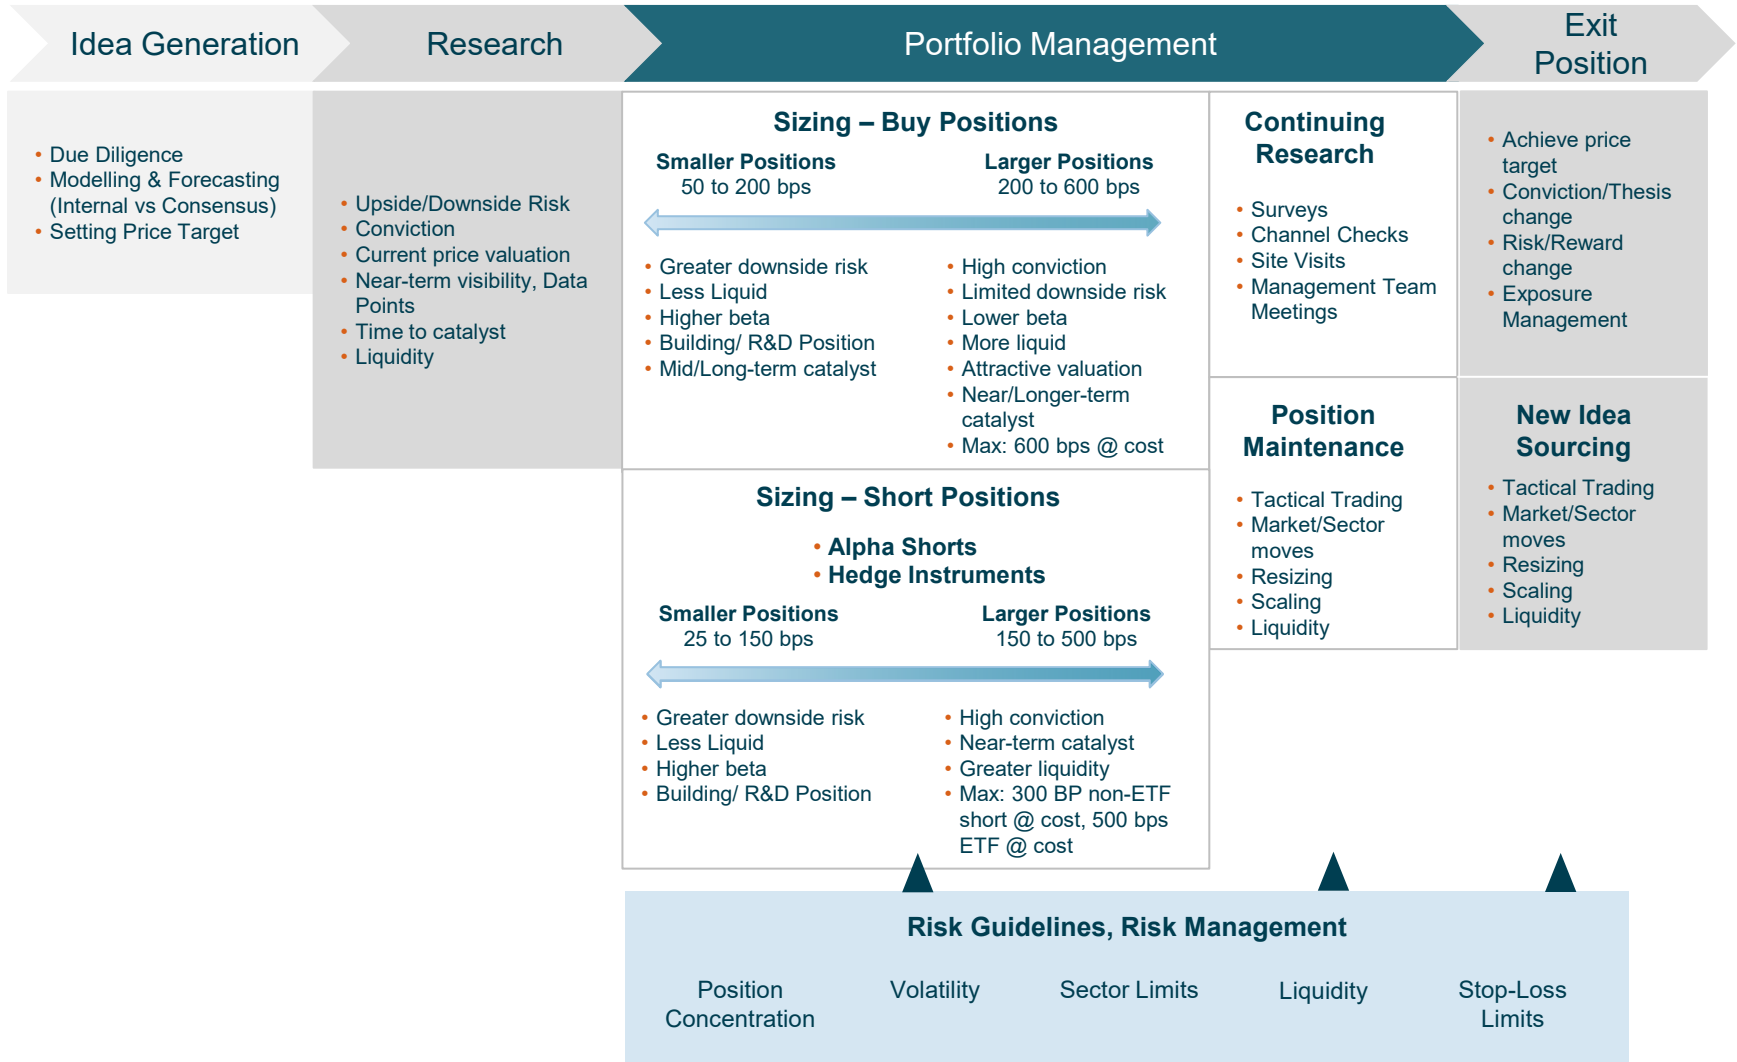 Idea Generation
Research
Portfolio Management
Exit
Position
• Due Diligence
• Modelling & Forecasting
(Internal vs Consensus)
• Setting Price Target
• Upside/Downside Risk
• Conviction
• Current price valuation
• Near-term visibility, Data
Points
• Time to catalyst
• Liquidity
Sizing – Buy Positions
Smaller Positions
50 to 200 bps
Larger Positions
200 to 600 bps
• Greater downside risk
• Less Liquid
• Higher beta
• Building/ R&D Position
• Mid/Long-term catalyst
• High conviction
• Limited downside risk
• Lower beta
• More liquid
• Attractive valuation
• Near/Longer-term
catalyst
• Max: 600 bps @ cost
Sizing – Short Positions
• Alpha Shorts
• Hedge Instruments
Smaller Positions
25 to 150 bps
Larger Positions
150 to 500 bps
• Greater downside risk
• Less Liquid
• Higher beta
• Building/ R&D Position
• High conviction
• Near-term catalyst
• Greater liquidity
• Max: 300 BP non-ETF
short @ cost, 500 bps
ETF @ cost
Continuing
Research
• Surveys
• Channel Checks
• Site Visits
• Management Team
Meetings
Position
Maintenance
• Tactical Trading
• Market/Sector
moves
• Resizing
• Scaling
• Liquidity
• Achieve price
target
• Conviction/Thesis
change
• Risk/Reward
change
• Exposure
Management
New Idea
Sourcing
• Tactical Trading
• Market/Sector
moves
• Resizing
• Scaling
• Liquidity
Risk Guidelines, Risk Management
Position
Concentration
Volatility
Sector Limits
Liquidity
Stop-Loss
Limits